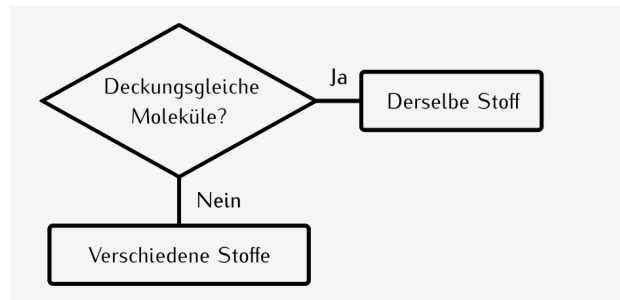 Deckungsgleiche
Moleküle?
Ja
Derselbe Stoff
Nein
Verschiedene Stoffe